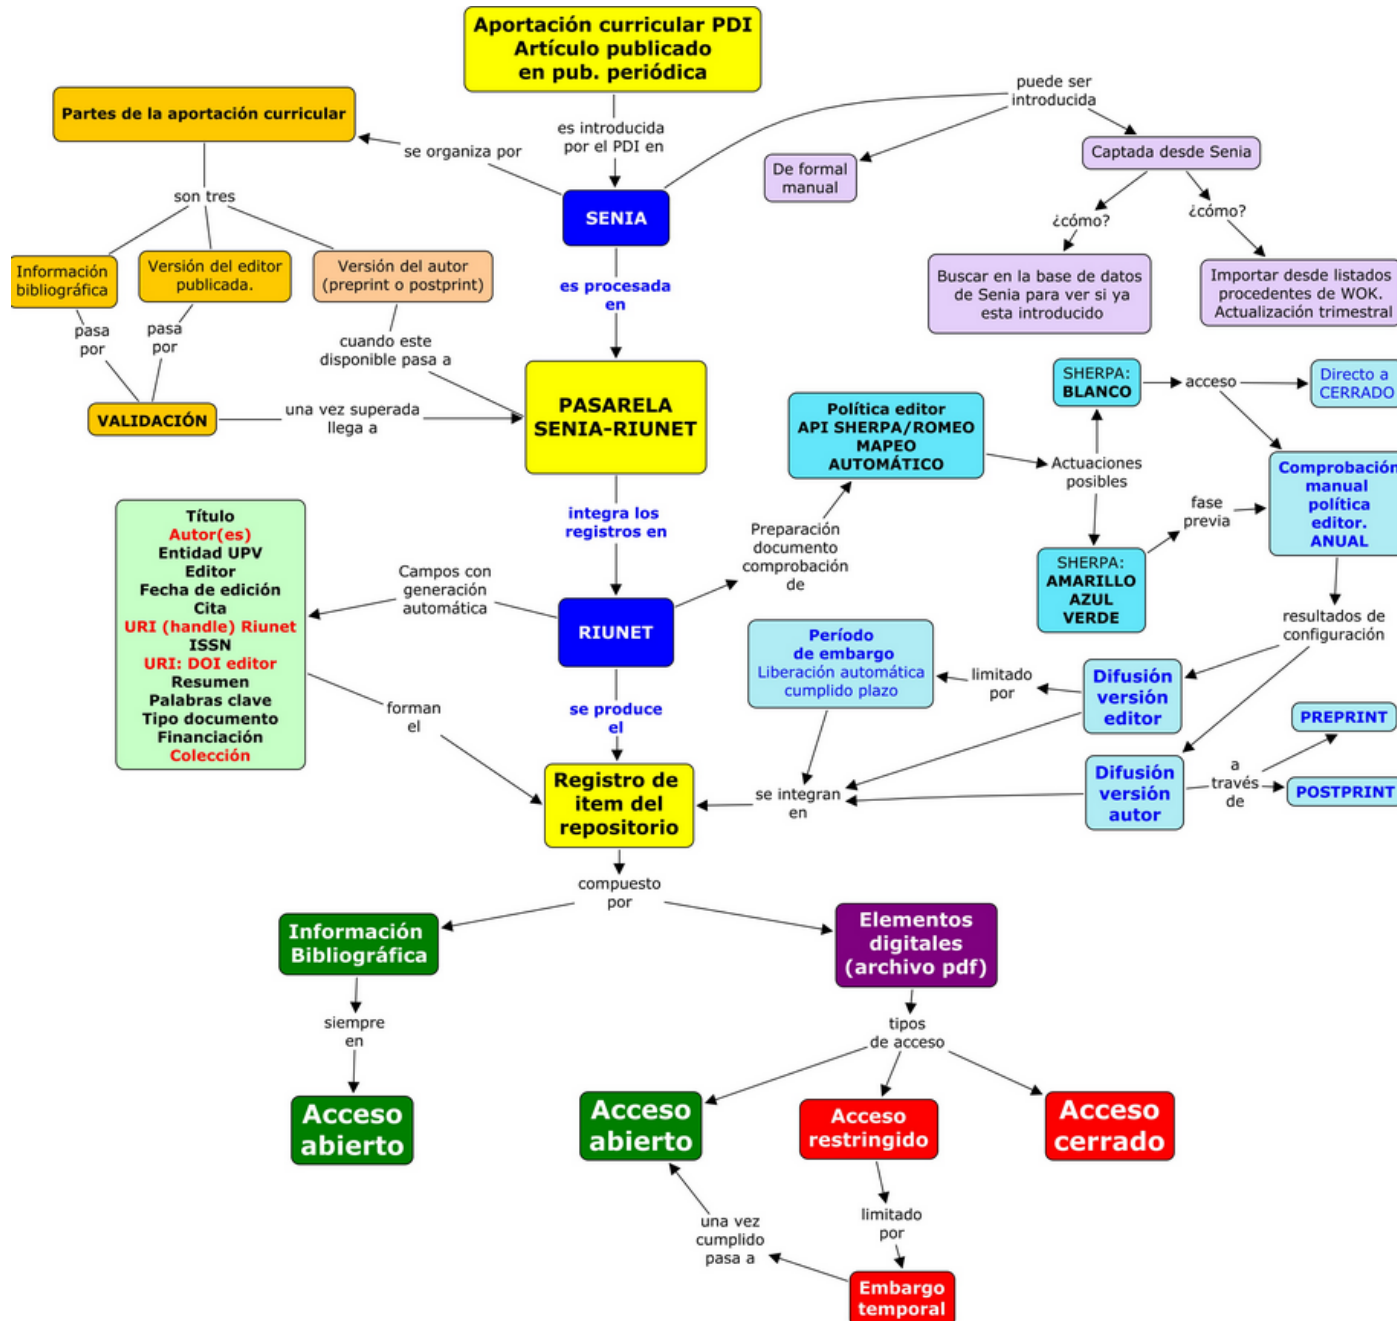 Aportación curricular PDI
Artículo publicado
en pub. periódica
puede ser
introducida
Partes de la aportación curricular
es introducida
por el PDI en
se organiza por
De formal
manual
Captada desde Senia
son tres
SENIA
¿cómo?
¿cómo?
Información
bibliográfica
Versión del editor
publicada.
Versión del autor
(preprint o postprint)
es procesada
en
Buscar en la base de datos
de Senia para ver si ya
esta introducido
Importar desde listados
procedentes de WOK.
Actualización trimestral
pasa
por
pasa
por
cuando este
disponible pasa a
VALIDACIÓN
una vez superada
llega a
PASARELA
SENIA-RIUNET
Política editor
API SHERPA/ROMEO
MAPEO
AUTOMÁTICO
SHERPA:
BLANCO
acceso
Directo a
CERRADO
Actuaciones
posibles
Comprobación
manual
política
editor.
ANUAL
fase
previa
integra los
registros en
Preparación
documento
comprobación
de
SHERPA:
AMARILLO
AZUL
VERDE
Título
Autor(es)
Entidad UPV
Editor
Fecha de edición
Cita
URI (handle) Riunet
ISSN
URI: DOI editor
Resumen
Palabras clave
Tipo documento
Financiación
Colección
Campos con
generación
automática
RIUNET
resultados de
configuración
Período
de embargo
Liberación automática
cumplido plazo
limitado
por
Difusión
versión
editor
forman
el
se produce
el
PREPRINT
a
través
de
POSTPRINT
Difusión
versión
autor
se integran
en
Registro de
item del
repositorio
compuesto
por
Información
Bibliográfica
Elementos
digitales
(archivo pdf)
siempre
en
tipos
de acceso
Acceso
abierto
Acceso
abierto
Acceso
restringido
Acceso
cerrado
una vez
cumplido
pasa a
limitado
por
Embargo
temporal